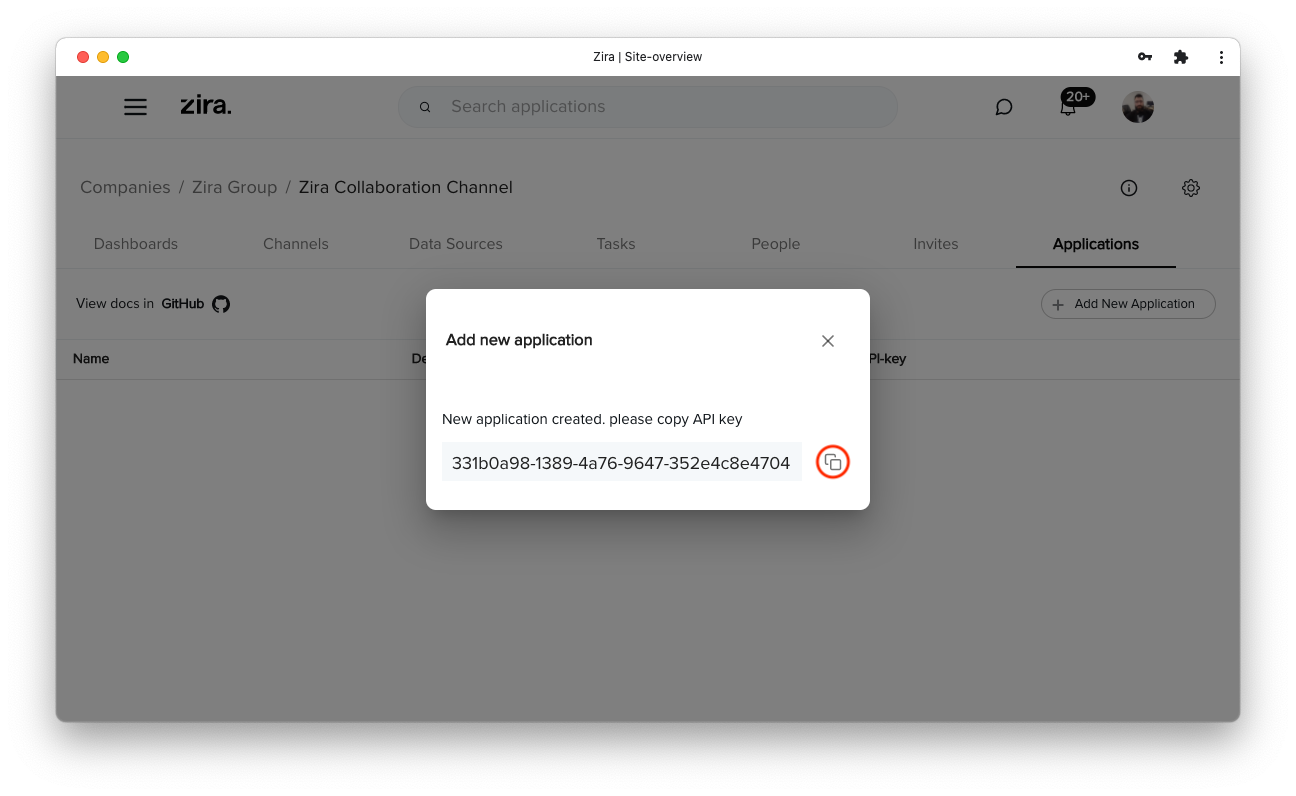 Zira | Site-overview
zira.
Search applications
20+
Companies / Zira Group / Zira Collaboration Channel
Dashboards Channels Data Sources Tasks People Invites Applications
View docs in GitHub
+ Add New Application
Name De PI-key
Add new application
New application created. please copy API key
331b0a98-1389-4a76-9647-352e4c8e4704